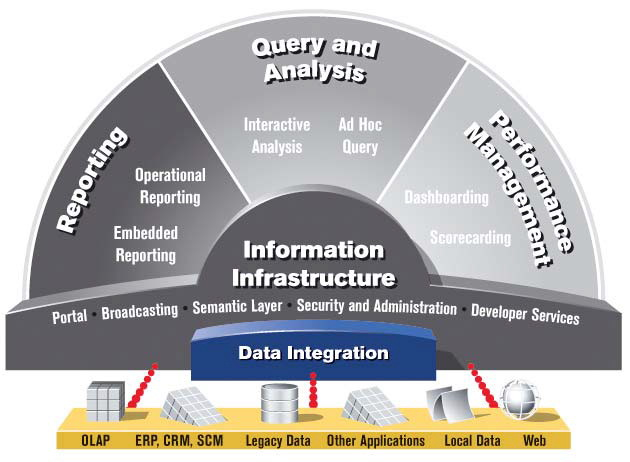 Query and
Analysis
Reporting
Performance
Management
Interactive
Analysis
Ad Hoc
Query
Operational
Reporting
Embedded
Reporting
Dashboarding
Scorecarding
Information
Infrastructure
Portal • Broadcasting • Semantic Layer • Security and Administration • Developer Services
Data Integration
OLAP
ERP, CRM, SCM
Legacy Data
Other Applications
Local Data
Web